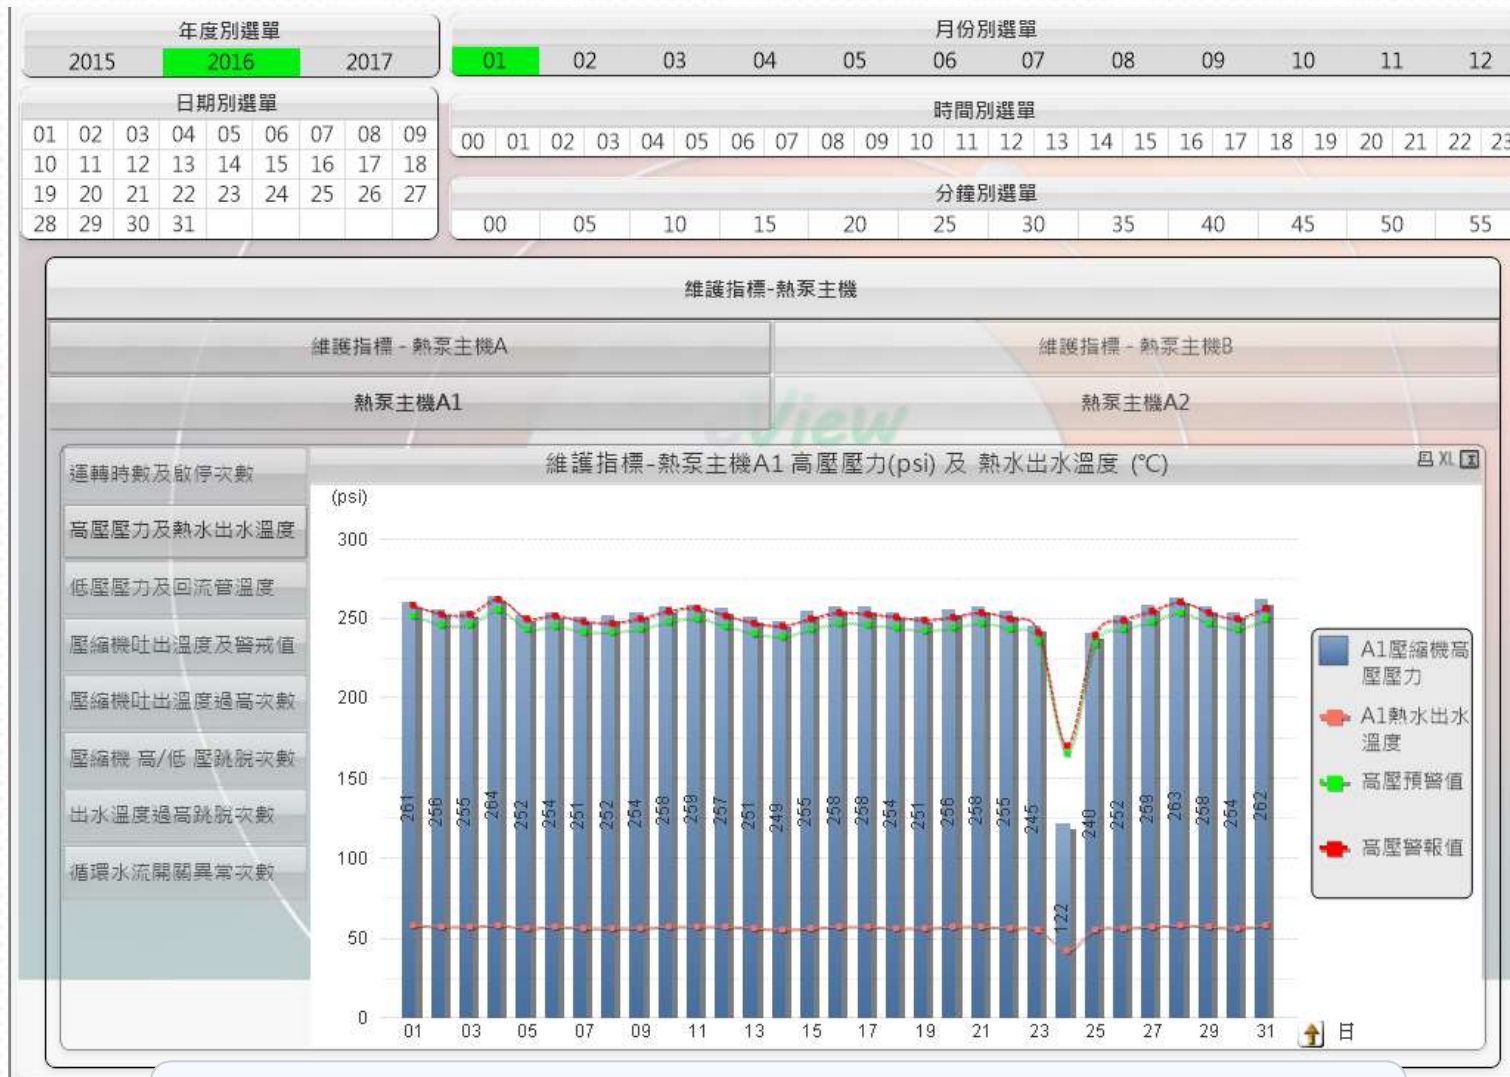 年度別選單
2015 2016 2017
月份別選單
01 02 03 04 05 06 07 08 09 10 11 12
日期別選單
01 02 03 04 05 06 07 08 09
10 11 12 13 14 15 16 17 18
19 20 21 22 23 24 25 26 27
28 29 30 31
時間別選單
00 01 02 03 04 05 06 07 08 09 10 11 12 13 14 15 16 17 18 19 20 21 22 23
分鐘別選單
00 05 10 15 20 25 30 35 40 45 50 55
維護指標-熱泵主機
維護指標 - 熱泵主機A
維護指標 - 熱泵主機B
熱泵主機A1
熱泵主機A2
View
運轉時數及啟停次數
高壓壓力及熱水出水溫度
低壓壓力及回流管溫度
壓縮機吐出溫度及警戒值
壓縮機吐出溫度過高次數
壓縮機 高/低 壓跳脫次數
出水溫度過高跳脫次數
循環水流開關異常次數
維護指標-熱泵主機A1 高壓壓力(psi) 及 熱水出水溫度 (℃)
XL
(psi)
300
250
200
150
100
50
0
261 256 255 264 252 254 251 252 254 258 259 257 251 249 255 258 258 254 251 256 258 255 245 122 240 252 259 263 258 254 262
01 03 05 07 09 11 13 15 17 19 21 23 25 27 29 31
日
A1壓縮機高
壓壓力
A1熱水出水
溫度
高壓預警值
高壓警報值